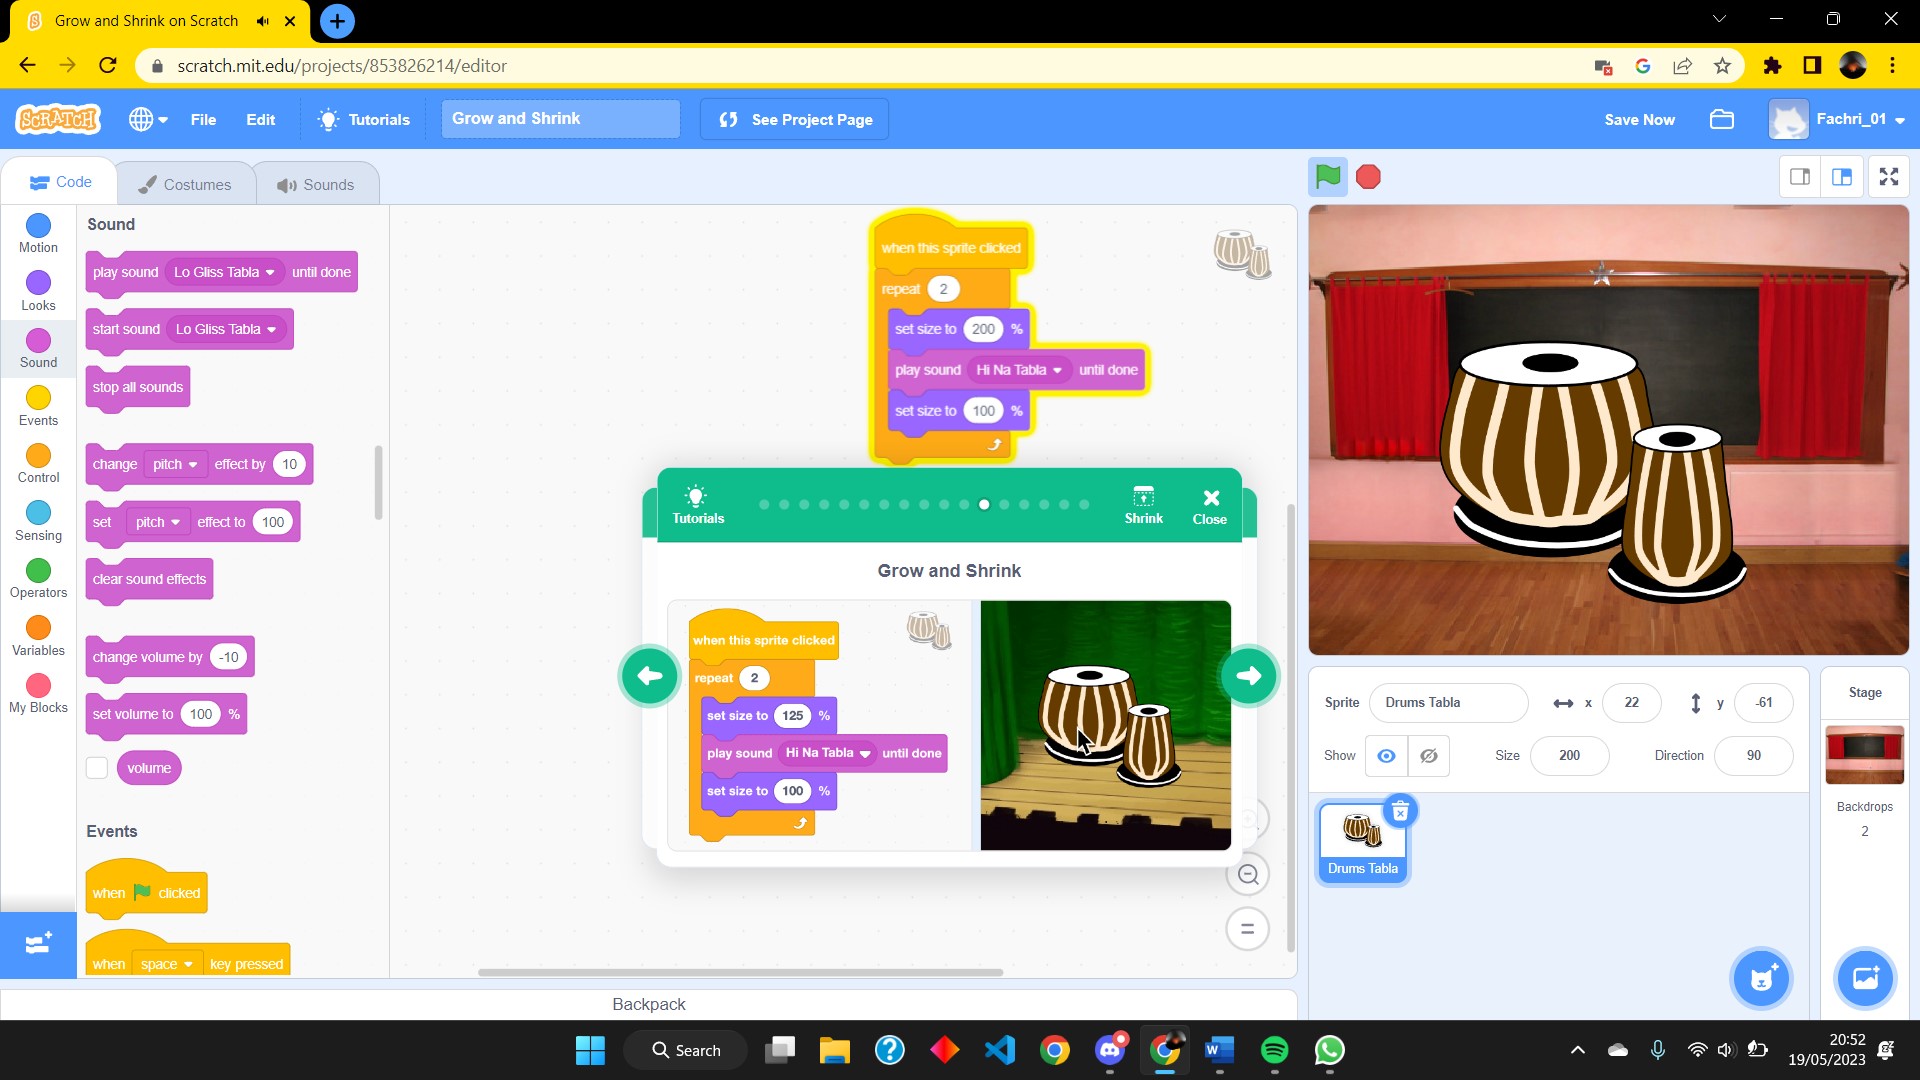 Grow and Shrink on Scratch
scratch.mit.edu/projects/853826214/editor
SCRATCH
File
Edit
Tutorials
Grow and Shrink
See Project Page
Save Now
Fachri_01
Code
Costumes
Sounds
Motion
Looks
Sound
Events
Control
Sensing
Operators
Variables
My Blocks
Sound
play sound Lo Gliss Tabla until done
start sound Lo Gliss Tabla
stop all sounds
change pitch effect by 10
set pitch effect to 100
clear sound effects
change volume by -10
set volume to 100 %
volume
Events
when clicked
when space key pressed
when this sprite clicked
repeat 2
set size to 200 %
play sound Hi Na Tabla until done
set size to 100 %
Tutorials
Shrink
Close
Grow and Shrink
when this sprite clicked
repeat 2
set size to 125 %
play sound Hi Na Tabla until done
set size to 100 %
Backpack
Sprite Drums Tabla x 22 y -61
Show Size 200 Direction 90
Drums Tabla
Stage
Backdrops
2
Search
20:52
19/05/2023